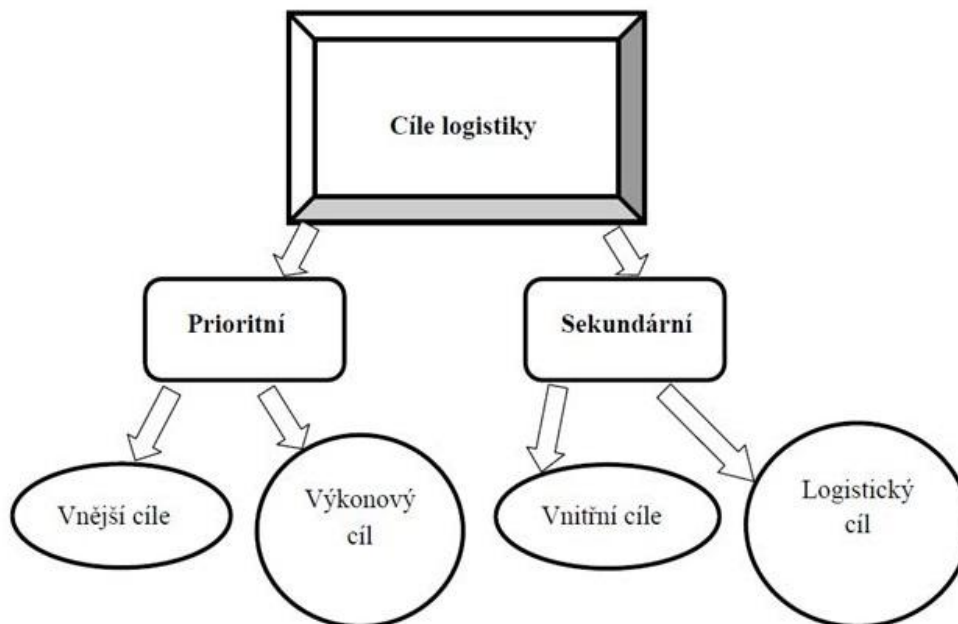 Cíle logistiky
Prioritní
Sekundární
Vnější cíle
Výkonový
cíl
Vnitřní cíle
Logistický
cíl